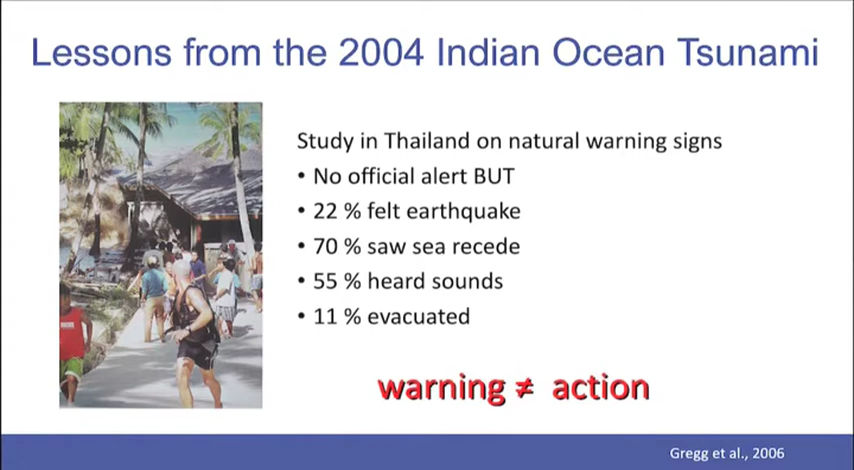 Lessons from the 2004 Indian Ocean Tsunami
Study in Thailand on natural warning signs
• No official alert BUT
• 22 % felt earthquake
• 70 % saw sea recede
• 55 % heard sounds
• 11 % evacuated
warning ≠ action
Gregg et al., 2006